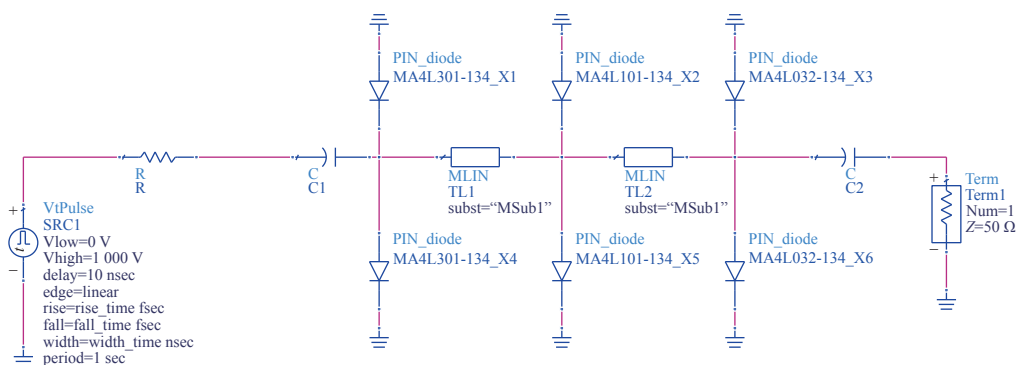 PIN_diode
MA4L301-134_X1
PIN_diode
MA4L101-134_X2
PIN_diode
MA4L032-134_X3
R
R
C
C1
MLIN
TL1
subst=“MSub1”
MLIN
TL2
subst=“MSub1”
C
C2
+
Term
Term1
Num=1
Z=50 Ω
−
+
VtPulse
SRC1
Vlow=0 V
Vhigh=1 000 V
delay=10 nsec
edge=linear
rise=rise_time fsec
fall=fall_time fsec
width=width_time nsec
period=1 sec
−
PIN_diode
MA4L301-134_X4
PIN_diode
MA4L101-134_X5
PIN_diode
MA4L032-134_X6